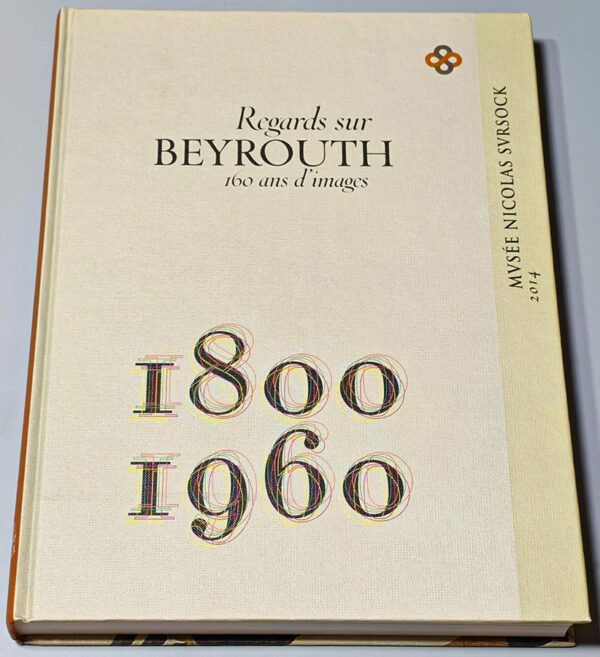 Regards sur
BEYROUTH
160 ans d'images
MVSÉE NICOLAS SVRSOCK
2014
1800
1960